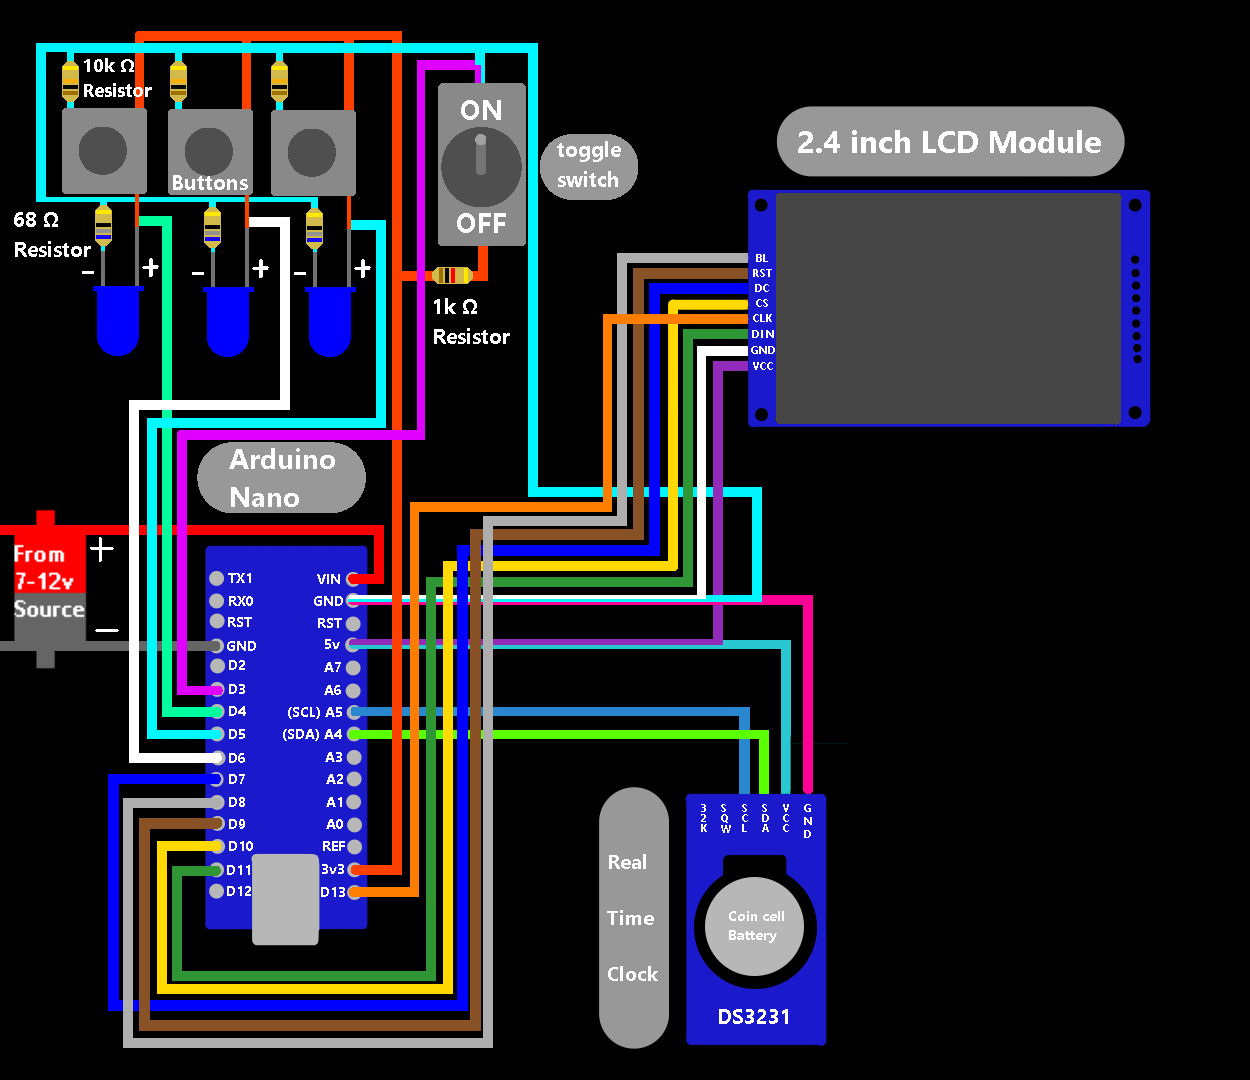 10k Ω
Resistor
Buttons
68 Ω
Resistor
− +
− +
− +
ON
OFF
toggle
switch
1k Ω
Resistor
2.4 inch LCD Module
BL
RST
DC
CS
CLK
DIN
GND
VCC
Arduino
Nano
From
7-12v
Source
+
−
TX1
RX0
RST
GND
D2
D3
D4
D5
D6
D7
D8
D9
D10
D11
D12
VIN
GND
RST
5v
A7
A6
(SCL) A5
(SDA) A4
A3
A2
A1
A0
REF
3v3
D13
Real
Time
Clock
32K
SQW
SCL
SDA
VCC
GND
Coin cell
Battery
DS3231